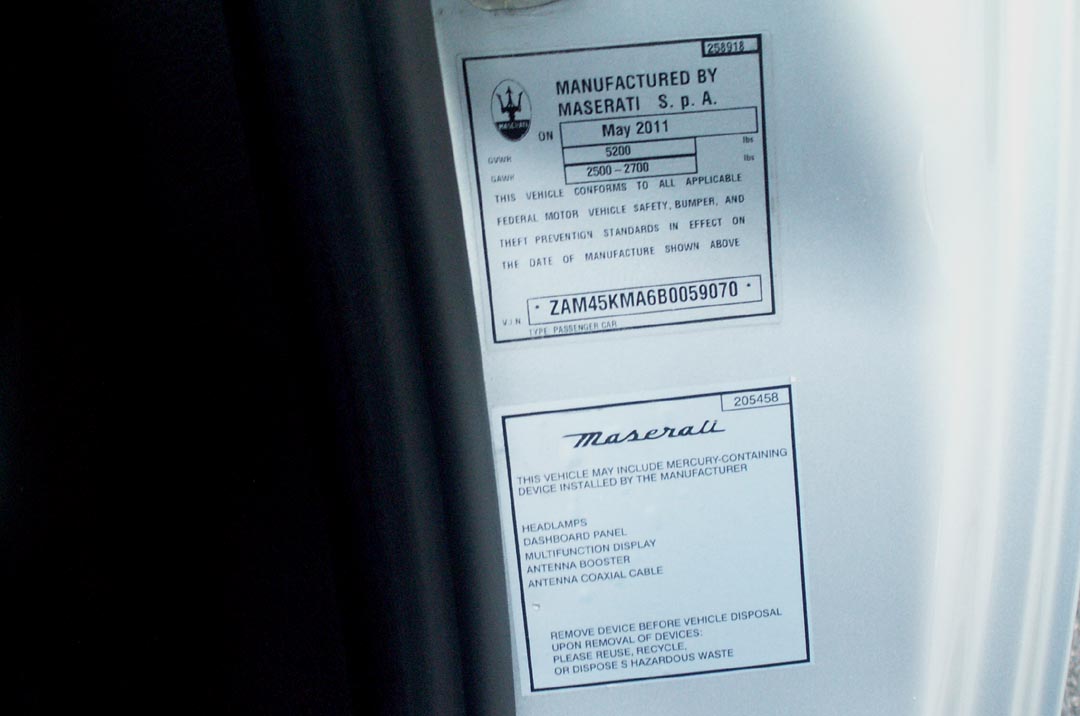 258918
MANUFACTURED BY
MASERATI S. p. A.
MASERATI
ON May 2011
GVWR 5200 lbs
GAWR 2500-2700 lbs
THIS VEHICLE CONFORMS TO ALL APPLICABLE
FEDERAL MOTOR VEHICLE SAFETY, BUMPER, AND
THEFT PREVENTION STANDARDS IN EFFECT ON
THE DATE OF MANUFACTURE SHOWN ABOVE
V.I.N. * ZAM45KMA6B0059070 *
TYPE PASSENGER CAR
205458
Maserati
THIS VEHICLE MAY INCLUDE MERCURY-CONTAINING
DEVICE INSTALLED BY THE MANUFACTURER
HEADLAMPS
DASHBOARD PANEL
MULTIFUNCTION DISPLAY
ANTENNA BOOSTER
ANTENNA COAXIAL CABLE
REMOVE DEVICE BEFORE VEHICLE DISPOSAL
UPON REMOVAL OF DEVICES:
PLEASE REUSE, RECYCLE,
OR DISPOSE S HAZARDOUS WASTE